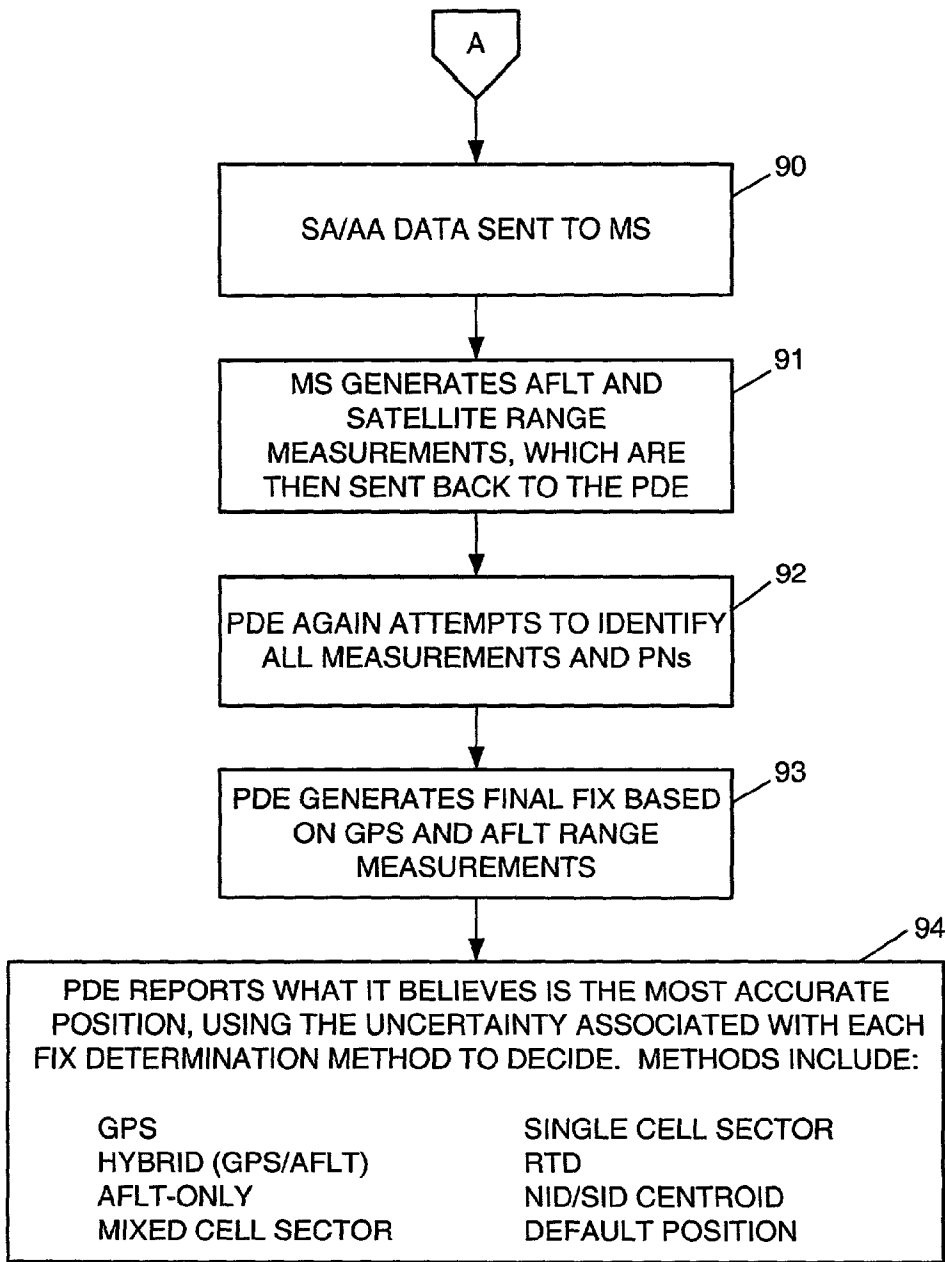 A
90
SA/AA DATA SENT TO MS
91
MS GENERATES AFLT AND
SATELLITE RANGE
MEASUREMENTS, WHICH ARE
THEN SENT BACK TO THE PDE
92
PDE AGAIN ATTEMPTS TO IDENTIFY
ALL MEASUREMENTS AND PNs
93
PDE GENERATES FINAL FIX BASED
ON GPS AND AFLT RANGE
MEASUREMENTS
94
PDE REPORTS WHAT IT BELIEVES IS THE MOST ACCURATE
POSITION, USING THE UNCERTAINTY ASSOCIATED WITH EACH
FIX DETERMINATION METHOD TO DECIDE. METHODS INCLUDE:
GPS
HYBRID (GPS/AFLT)
AFLT-ONLY
MIXED CELL SECTOR
SINGLE CELL SECTOR
RTD
NID/SID CENTROID
DEFAULT POSITION